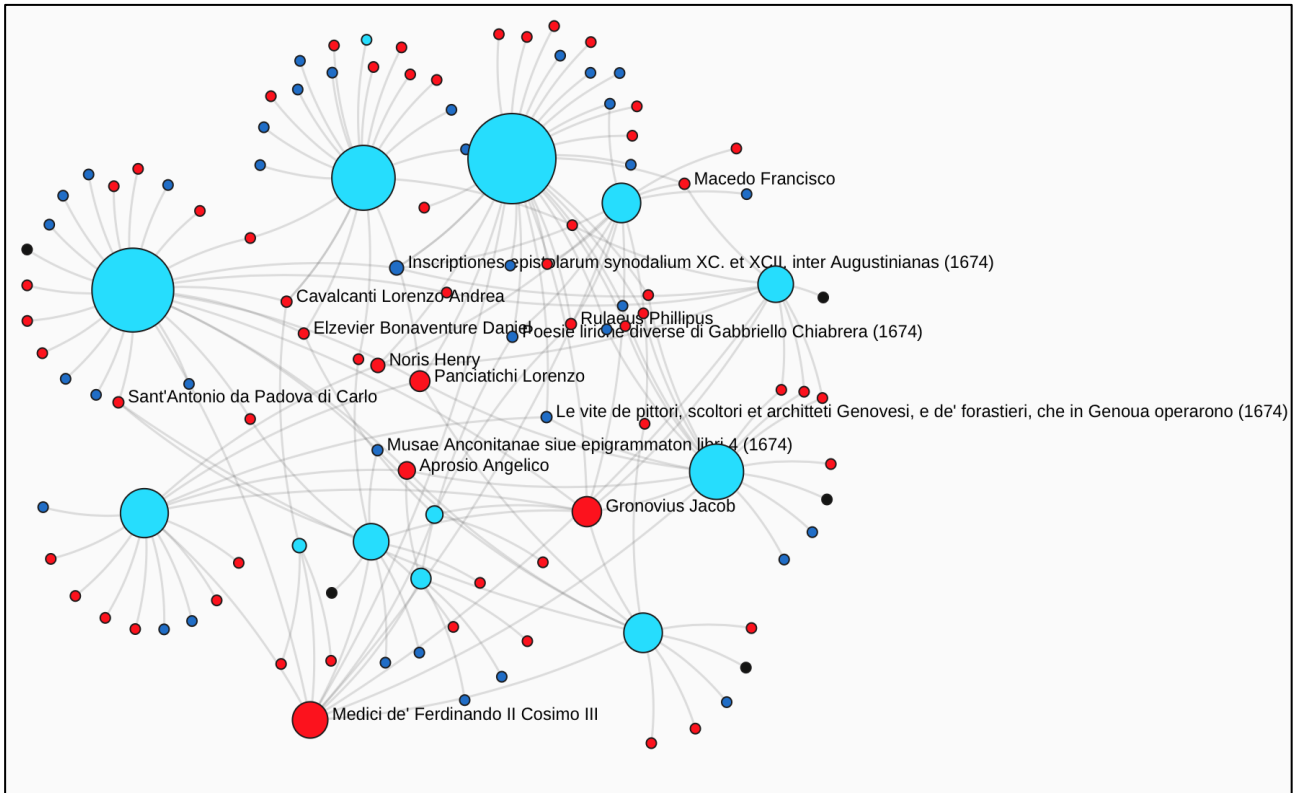 Macedo Francisco
Inscriptiones epistolarum synodalium XC. et XCII. inter Augustinianas (1674)
Cavalcanti Lorenzo Andrea
Rulaeus Phillipus
Elzevier Bonaventure Daniel
Poesie liriche diverse di Gabbriello Chiabrera (1674)
Noris Henry
Panciatichi Lorenzo
Sant'Antonio da Padova di Carlo
Le vite de pittori, scoltori et architteti Genovesi, e de' forastieri, che in Genoua operarono (1674)
Musae Anconitanae siue epigrammaton libri 4 (1674)
Aprosio Angelico
Gronovius Jacob
Medici de' Ferdinando II Cosimo III